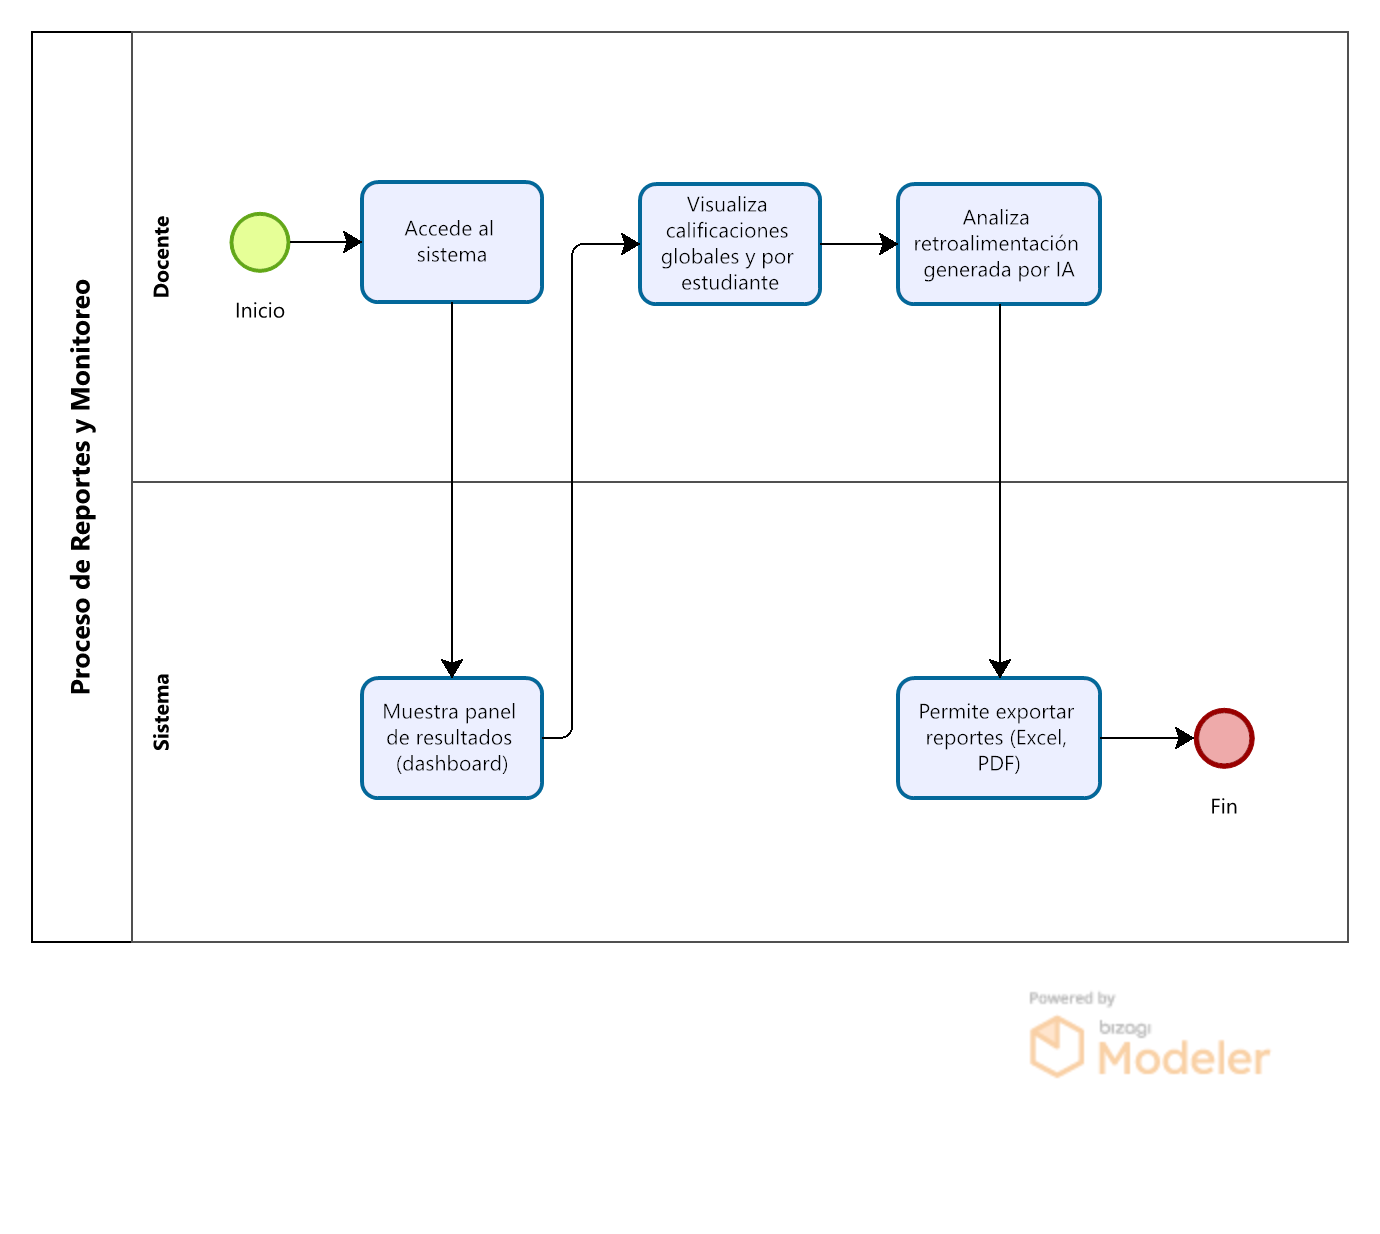 Proceso de Reportes y Monitoreo
Docente
Inicio
Accede al
sistema
Visualiza
calificaciones
globales y por
estudiante
Analiza
retroalimentación
generada por IA
Sistema
Muestra panel
de resultados
(dashboard)
Permite exportar
reportes (Excel,
PDF)
Fin
Powered by
bizagi
Modeler